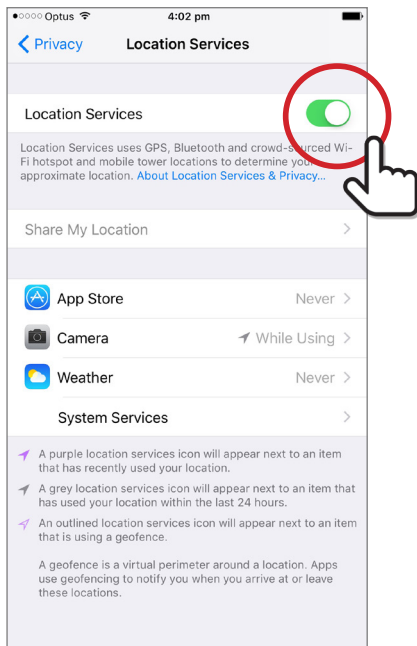 Optus 4:02 pm
Privacy Location Services
Location Services
Location Services uses GPS, Bluetooth and crowd-sourced Wi-
Fi hotspot and mobile tower locations to determine your
approximate location. About Location Services & Privacy...
Share My Location
App Store Never
Camera While Using
Weather Never
System Services
A purple location services icon will appear next to an item
that has recently used your location.
A grey location services icon will appear next to an item that
has used your location within the last 24 hours.
An outlined location services icon will appear next to an item
that is using a geofence.
A geofence is a virtual perimeter around a location. Apps
use geofencing to notify you when you arrive at or leave
these locations.